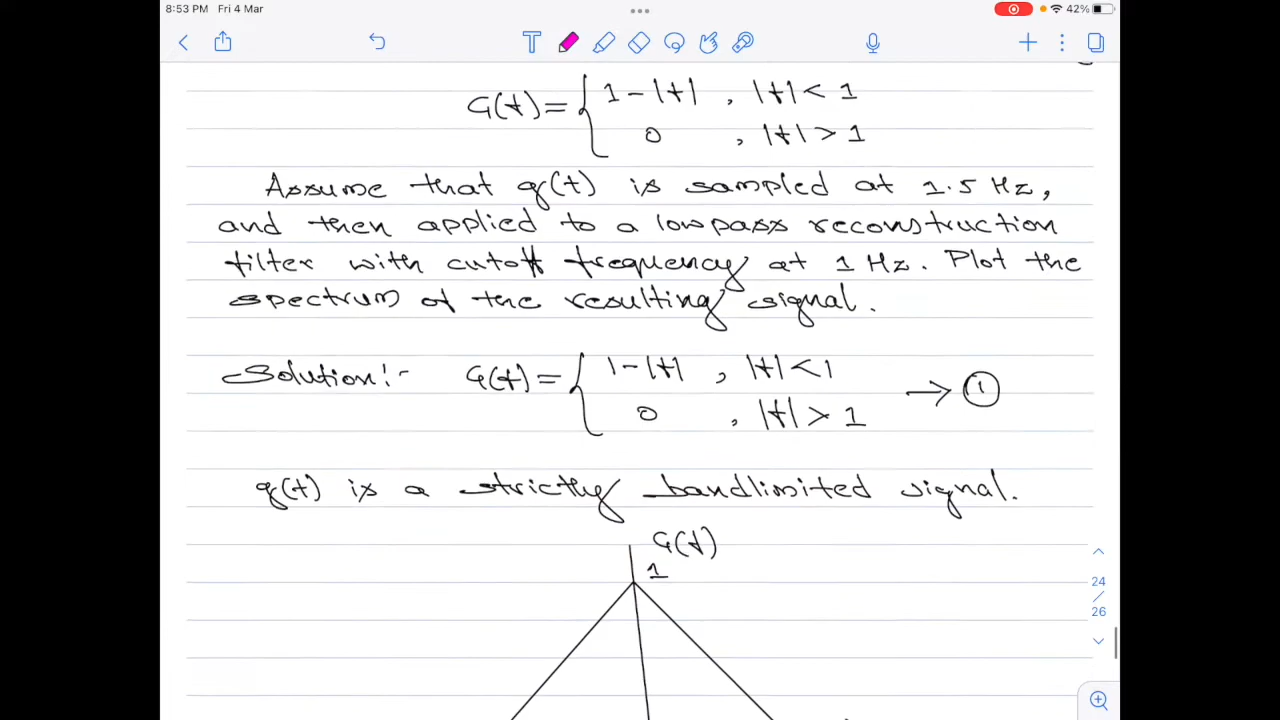 8:53 PM Fri 4 Mar
42%
G(f) = { 1 - |f| , |f| < 1
0 , |f| > 1
Assume that g(t) is sampled at 1.5 Hz,
and then applied to a lowpass reconstruction
filter with cutoff frequency at 1 Hz. Plot the
spectrum of the resulting signal.
Solution:- G(f) = { 1 - |f| , |f| < 1
0 , |f| > 1 → ①
g(t) is a strictly bandlimited signal.
G(f)
1
24
/
26